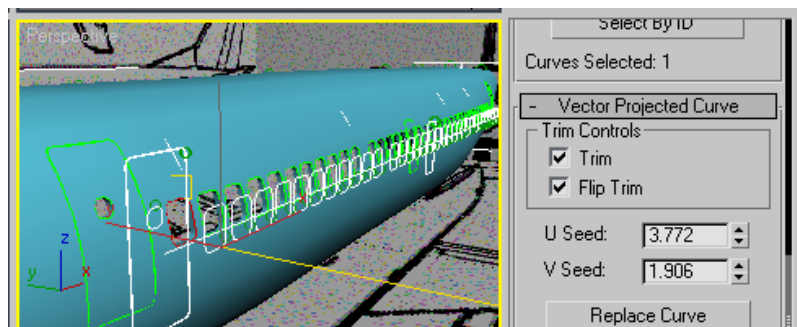 Perspective
Select By ID
Curves Selected: 1
- Vector Projected Curve
Trim Controls
Trim
Flip Trim
U Seed: 3.772
V Seed: 1.906
Replace Curve
z
y x